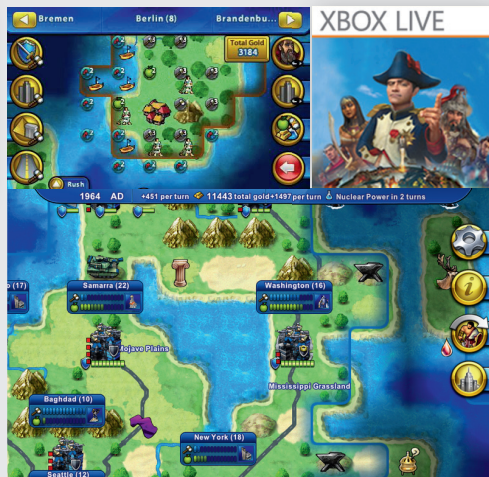 Bremen
Berlin (8)
Brandenbu...
XBOX LIVE
Total Gold
3184
Rush
1964 AD
+451 per turn
11443 total gold +1497 per turn
Nuclear Power in 2 turns
(17)
Samarra (22)
Washington (16)
Mojave Plains
Mississippi Grassland
Baghdad (10)
New York (18)
Seattle (12)